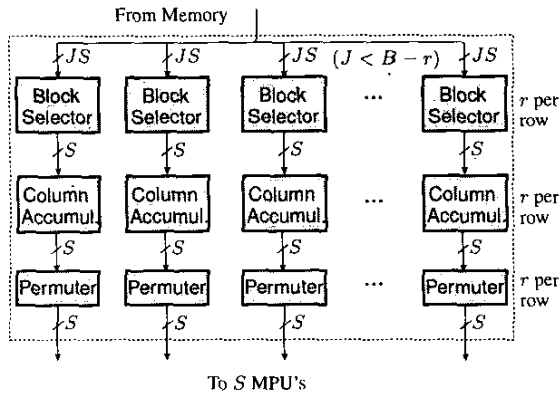 From Memory
JS JS JS (J < B − r) JS
Block Selector Block Selector Block Selector ... Block Selector r per row
S S S S
Column Accumul. Column Accumul. Column Accumul. ... Column Accumul. r per row
S S S S
Permuter Permuter Permuter ... Permuter r per row
S S S S
To S MPU's